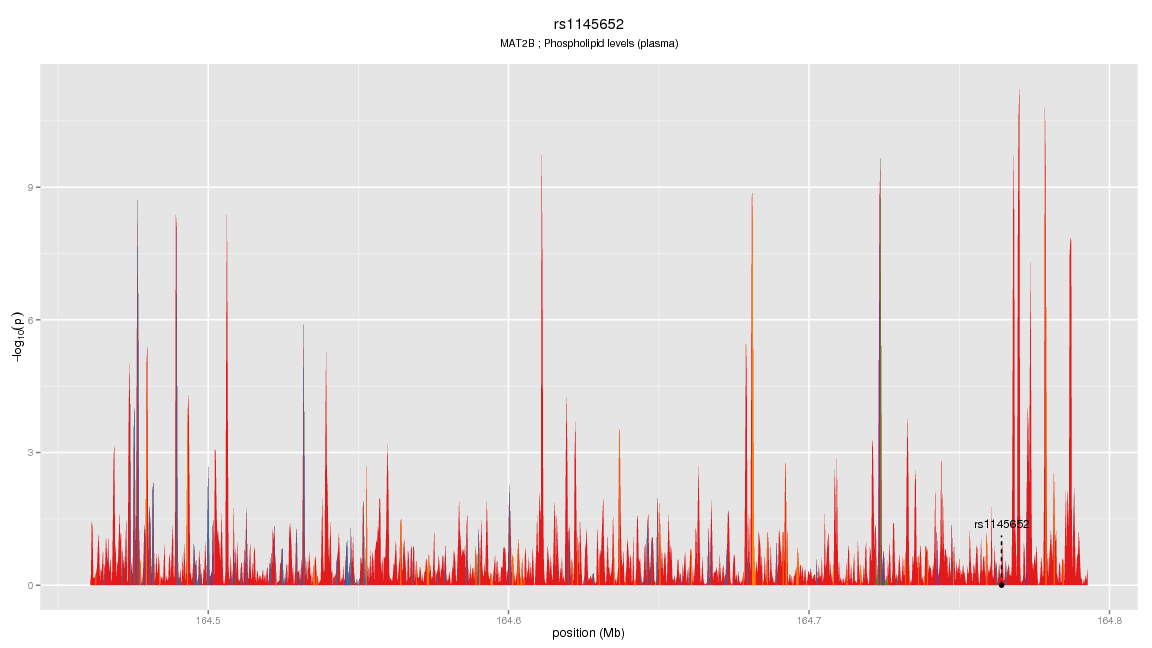 rs1145652
MAT2B ; Phospholipid levels (plasma)
−log10(p)
9
6
3
0
rs1145652
164.5 164.6 164.7 164.8
position (Mb)